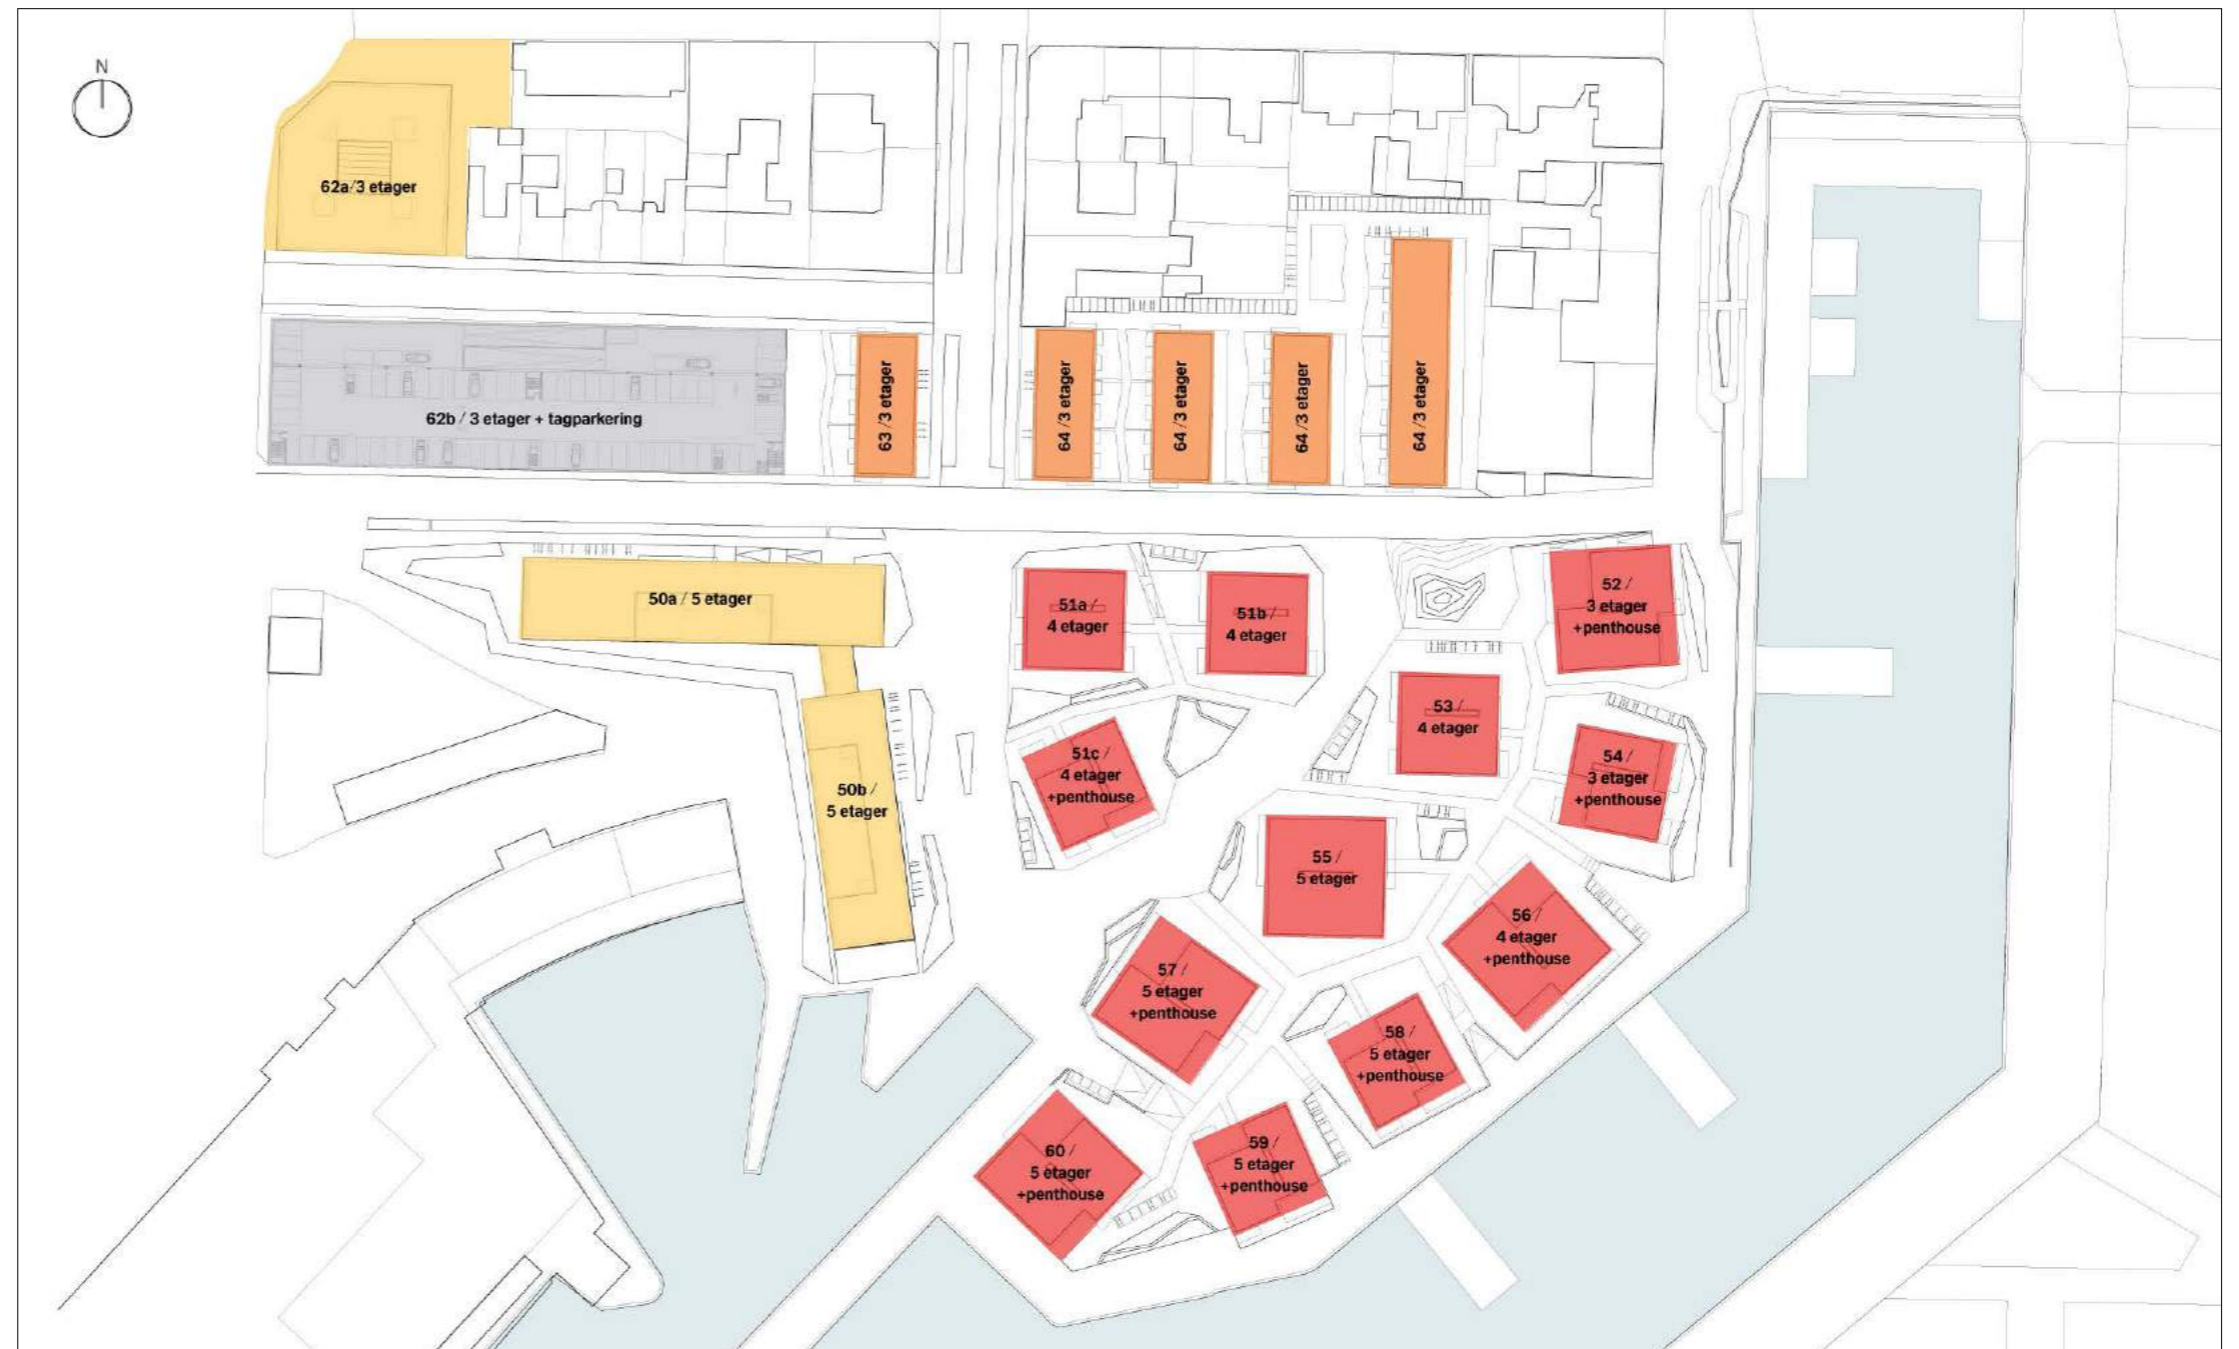 N
62a/3 etager
62b / 3 etager + tagparkering
63 /3 etager
64 /3 etager
64 /3 etager
64 /3 etager
64 /3 etager
50a / 5 etager
50b /
5 etager
51a /
4 etager
51b /
4 etager
51c /
4 etager
+penthouse
52 /
3 etager
+penthouse
53 /
4 etager
54 /
3 etager
+penthouse
55 /
5 etager
56 /
4 etager
+penthouse
57 /
5 etager
+penthouse
58 /
5 etager
+penthouse
59 /
5 etager
+penthouse
60 /
5 etager
+penthouse